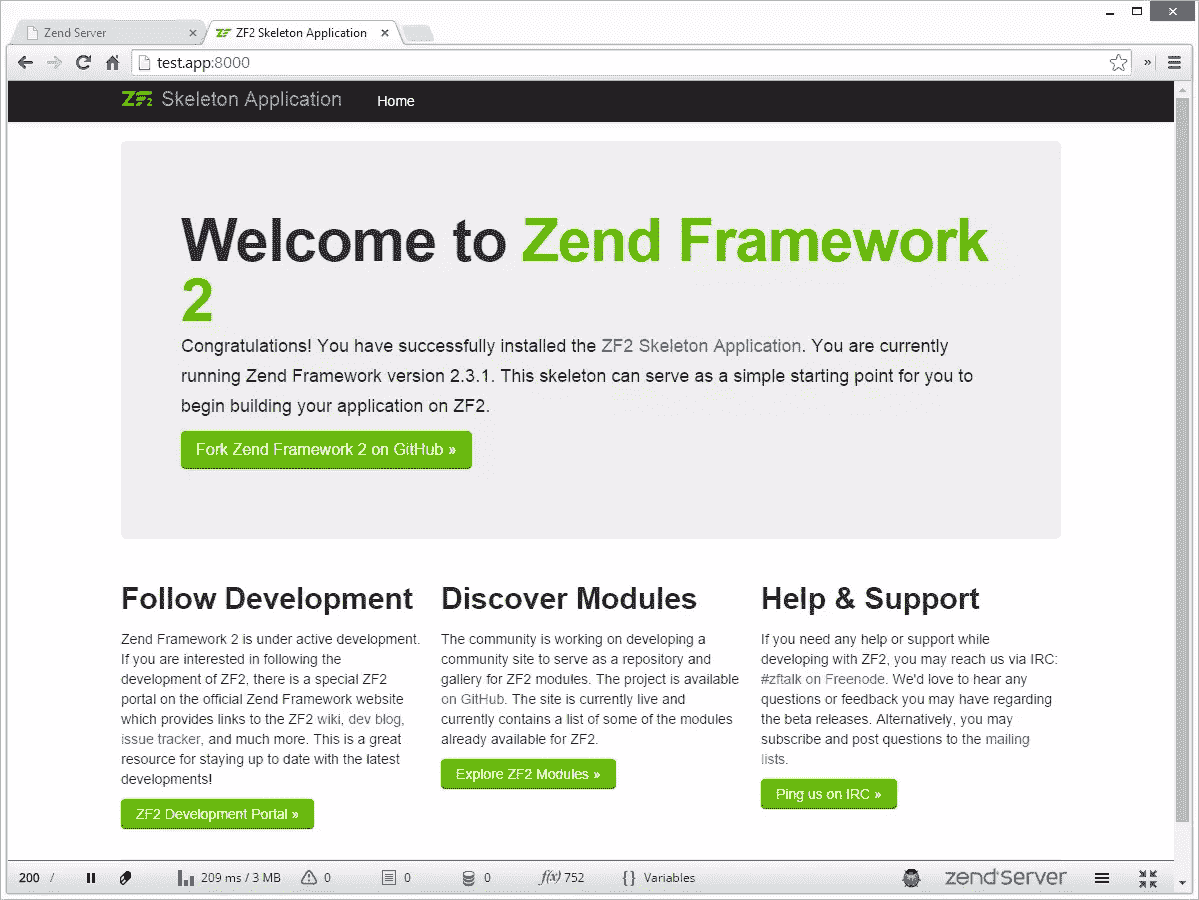 Zend Server
ZF2 Skeleton Application
test.app:8000
ZF2 Skeleton Application
Home
Welcome to Zend Framework
2
Congratulations! You have successfully installed the ZF2 Skeleton Application. You are currently
running Zend Framework version 2.3.1. This skeleton can serve as a simple starting point for you to
begin building your application on ZF2.
Fork Zend Framework 2 on GitHub »
Follow Development
Zend Framework 2 is under active development.
If you are interested in following the
development of ZF2, there is a special ZF2
portal on the official Zend Framework website
which provides links to the ZF2 wiki, dev blog,
issue tracker, and much more. This is a great
resource for staying up to date with the latest
developments!
ZF2 Development Portal »
Discover Modules
The community is working on developing a
community site to serve as a repository and
gallery for ZF2 modules. The project is available
on GitHub. The site is currently live and
currently contains a list of some of the modules
already available for ZF2.
Explore ZF2 Modules »
Help & Support
If you need any help or support while
developing with ZF2, you may reach us via IRC:
#zftalk on Freenode. We'd love to hear any
questions or feedback you may have regarding
the beta releases. Alternatively, you may
subscribe and post questions to the mailing
lists.
Ping us on IRC »
200 / 209 ms / 3 MB 0 0 0 f(x) 752 {} Variables zend Server